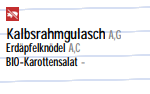 Kalbsrahmgulasch A,G
Erdäpfelknödel A,C
BIO-Karottensalat -